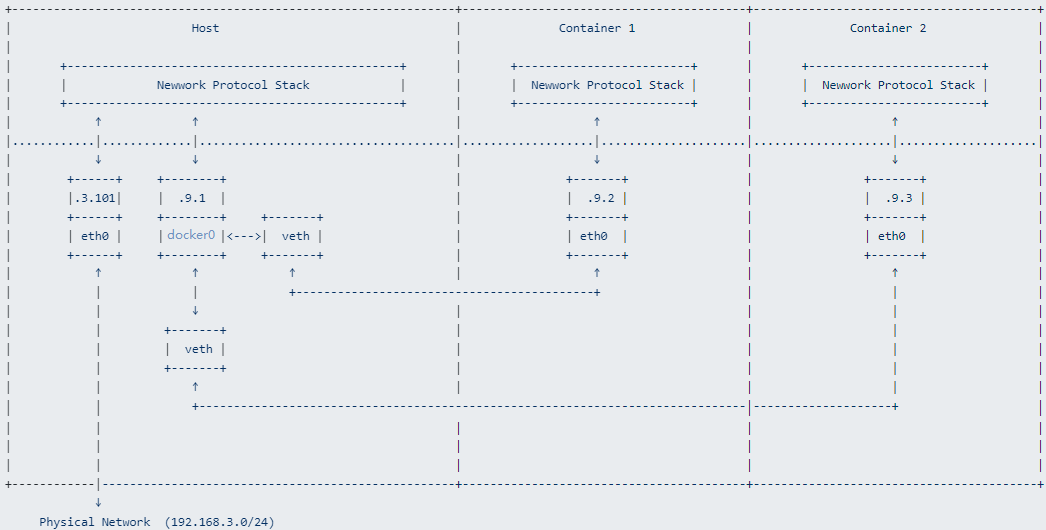 Host Container 1 Container 2
Newwork Protocol Stack Newwork Protocol Stack Newwork Protocol Stack
.3.101 .9.1 .9.2 .9.3
eth0 docker0 veth eth0 eth0
veth
Physical Network (192.168.3.0/24)